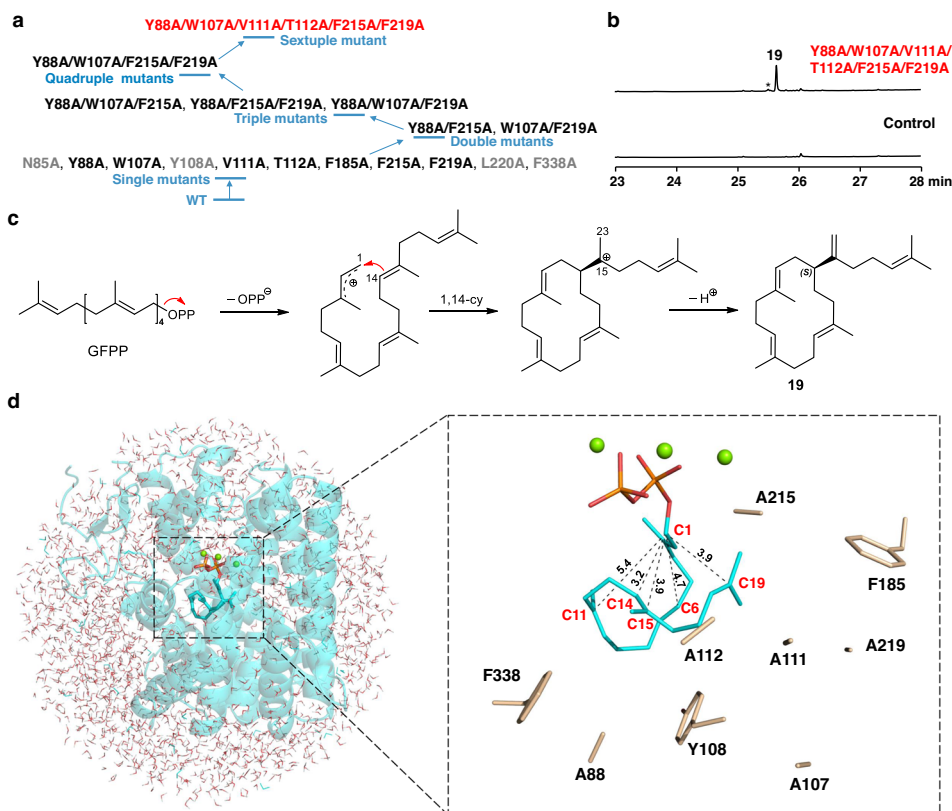 a
Y88A/W107A/V111A/T112A/F215A/F219A
Sextuple mutant
Y88A/W107A/F215A/F219A
Quadruple mutants
Y88A/W107A/F215A, Y88A/F215A/F219A, Y88A/W107A/F219A
Triple mutants
Y88A/F215A, W107A/F219A
Double mutants
N85A, Y88A, W107A, Y108A, V111A, T112A, F185A, F215A, F219A, L220A, F338A
Single mutants
WT
b
19
*
Y88A/W107A/V111A/
T112A/F215A/F219A
Control
23 24 25 26 27 28 min
c
4
OPP
GFPP
– OPP⊖
1
14
⊕
1,14-cy
23
⊕
15
– H⊕
(S)
19
d
C1
A215
5.4
3.2
3.6
4.7
3.9
C19
F185
C14
C6
C11
C15
A112
A111
A219
F338
Y108
A88
A107